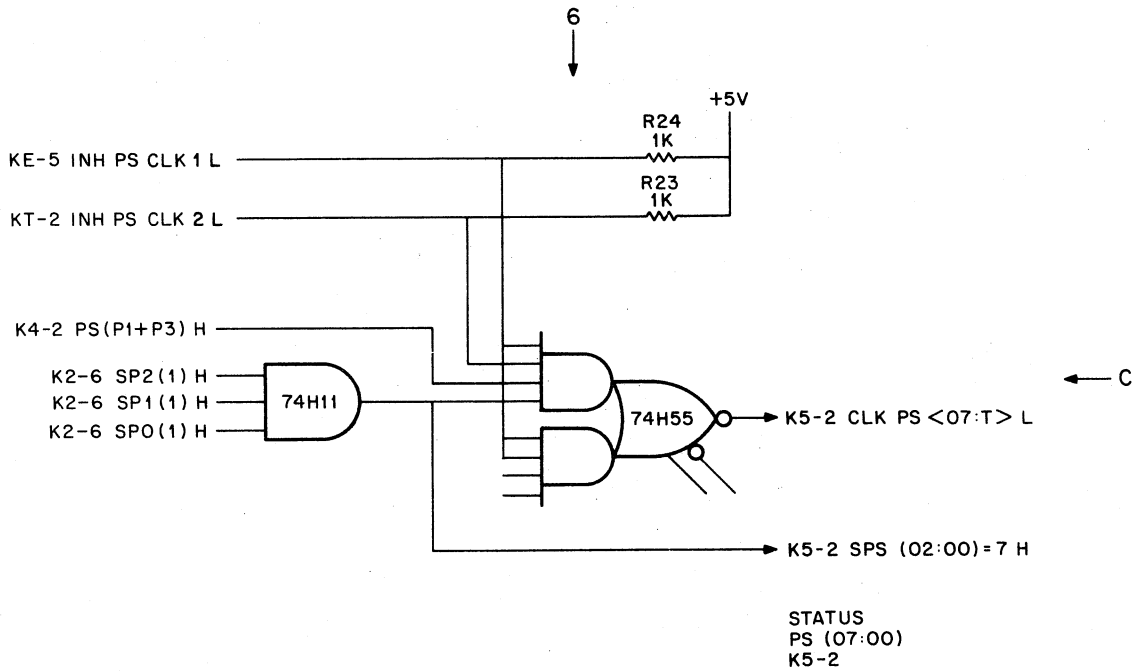 6
+5V
R24
1K
KE-5 INH PS CLK 1 L
R23
1K
KT-2 INH PS CLK 2 L
K4-2 PS(P1+P3) H
K2-6 SP2(1) H
K2-6 SP1(1) H
K2-6 SP0(1) H
74H11
74H55
C
K5-2 CLK PS <07:T> L
K5-2 SPS (02:00)=7 H
STATUS
PS (07:00)
K5-2